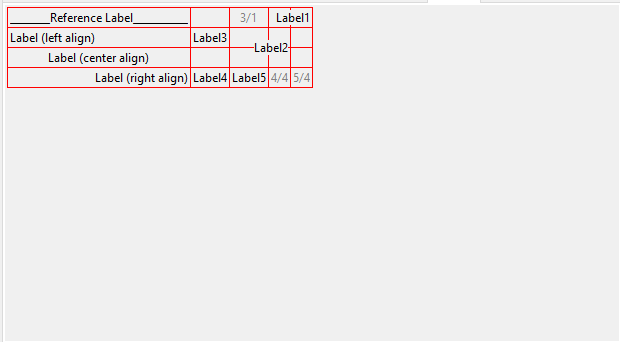 ______Reference Label________ 3/1 Label1
Label (left align) Label3
Label2
Label (center align)
Label (right align) Label4 Label5 4/4 5/4